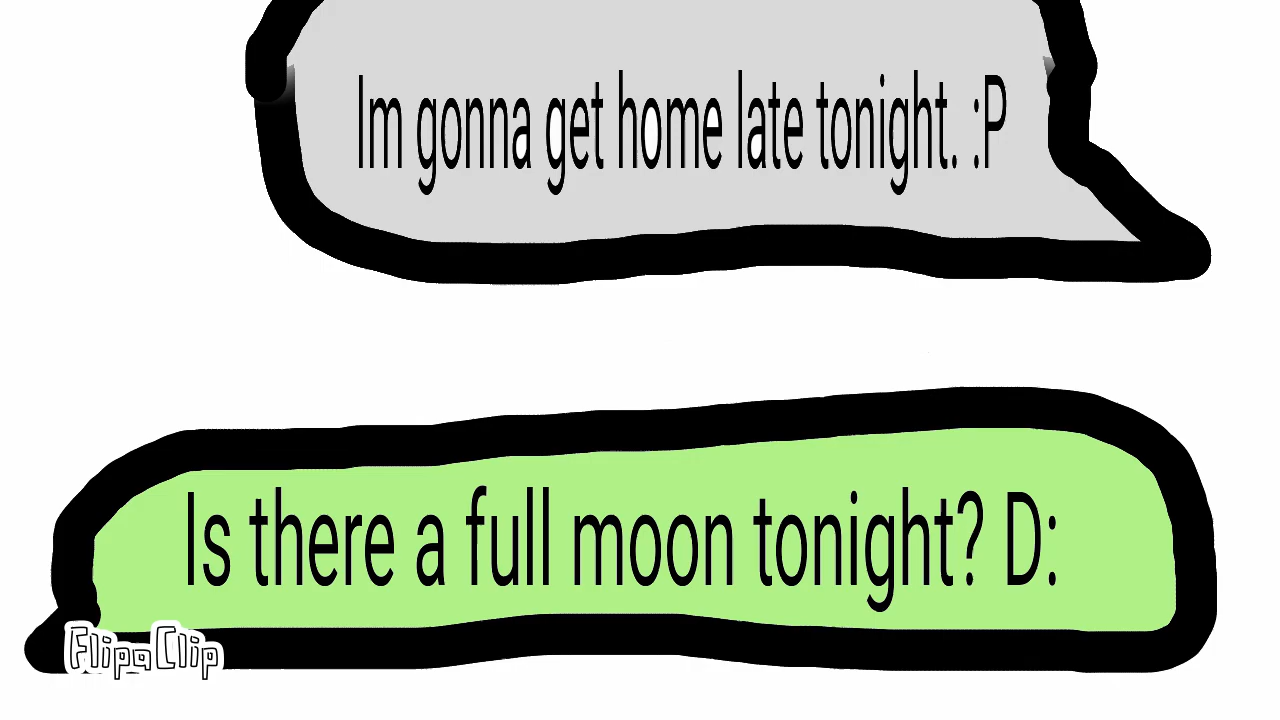 Im gonna get home late tonight. :P
Is there a full moon tonight? D:
FlipaClip